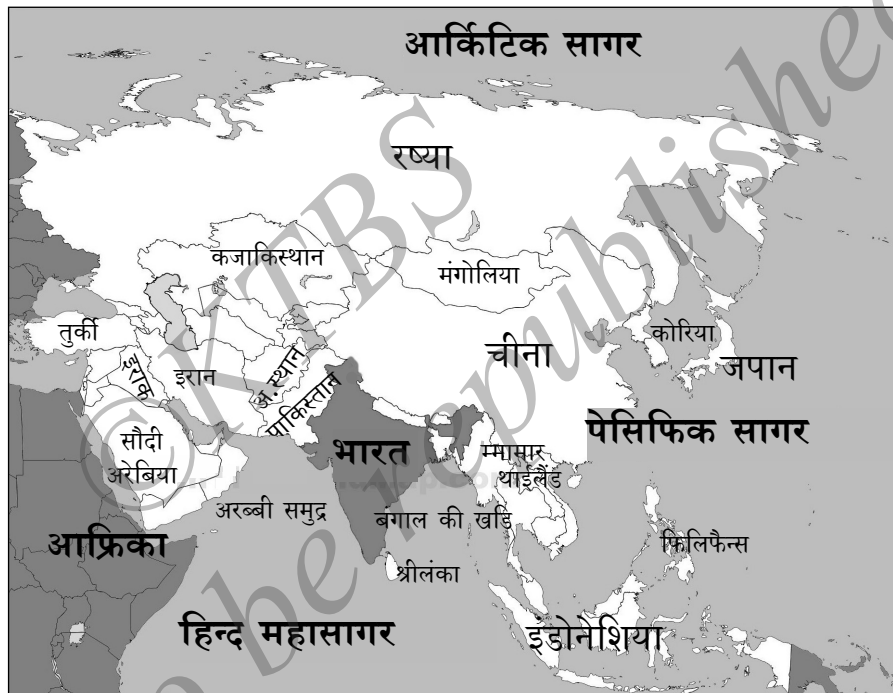 आर्किटिक सागर
रष्या
कजाकिस्थान
मंगोलिया
तुर्की
कोरिया
इराक
इरान
अ.स्थान
चीना
जपान
पाकिस्तान
सौदी
अरेबिया
भारत
पेसिफिक सागर
म्मामार
थाईलैंड
अरब्बी समुद्र
बंगाल की खड़ि
आफ्रिका
फिलिफैन्स
श्रीलंका
हिन्द महासागर
इंडोनेशिया
©KTBS
to be republished